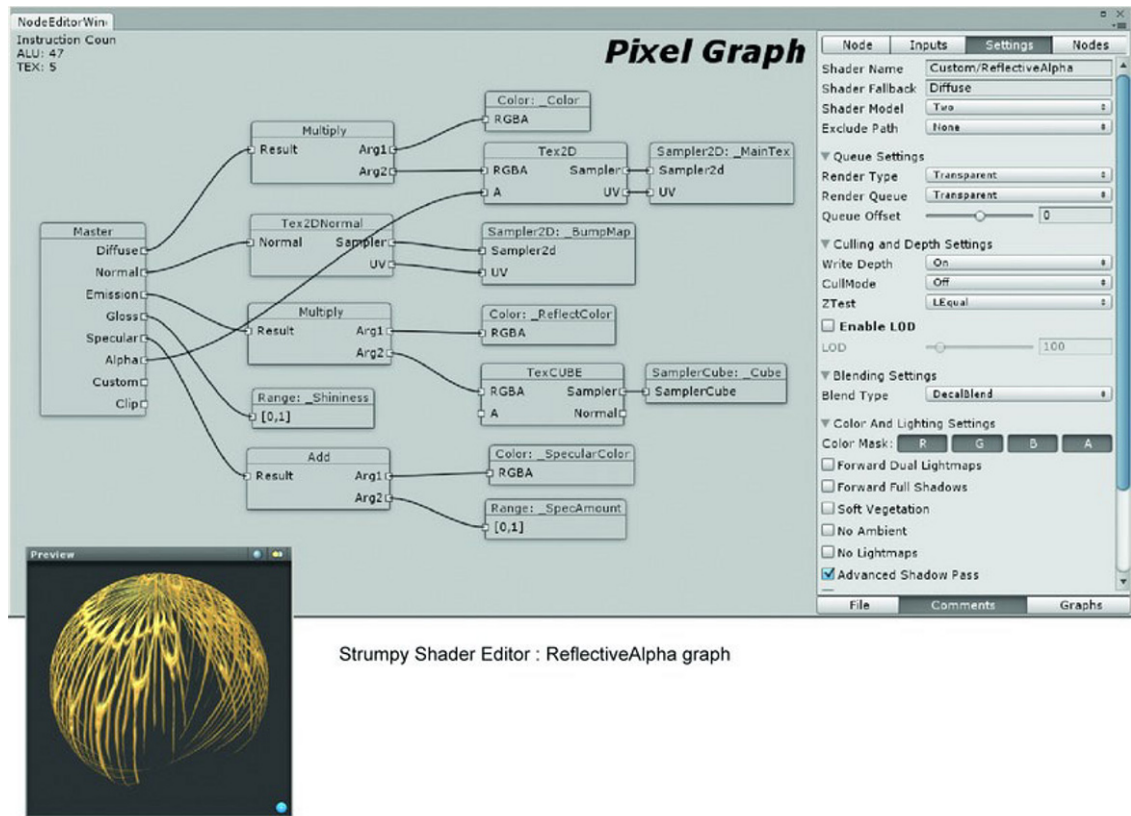 NodeEditorWin
Instruction Coun
ALU: 47
TEX: 5
Pixel Graph
Color: _Color
RGBA
Multiply
Result Arg1
Arg2
Tex2D
RGBA Sampler
A UV
Sampler2D: _MainTex
Sampler2d
UV
Master
Diffuse
Normal
Emission
Gloss
Specular
Alpha
Custom
Clip
Tex2DNormal
Normal Sampler
UV
Sampler2D: _BumpMap
Sampler2d
UV
Multiply
Result Arg1
Arg2
Color: _ReflectColor
RGBA
TexCUBE
RGBA Sampler
A Normal
SamplerCube: _Cube
SamplerCube
Range: _Shininess
[0,1]
Add
Result Arg1
Arg2
Color: _SpecularColor
RGBA
Range: _SpecAmount
[0,1]
Node Inputs Settings Nodes
Shader Name Custom/ReflectiveAlpha
Shader Fallback Diffuse
Shader Model Two
Exclude Path None
Queue Settings
Render Type Transparent
Render Queue Transparent
Queue Offset 0
Culling and Depth Settings
Write Depth On
CullMode Off
ZTest LEqual
Enable LOD
LOD 100
Blending Settings
Blend Type DecalBlend
Color And Lighting Settings
Color Mask: R G B A
Forward Dual Lightmaps
Forward Full Shadows
Soft Vegetation
No Ambient
No Lightmaps
Advanced Shadow Pass
File Comments Graphs
Preview
Strumpy Shader Editor : ReflectiveAlpha graph